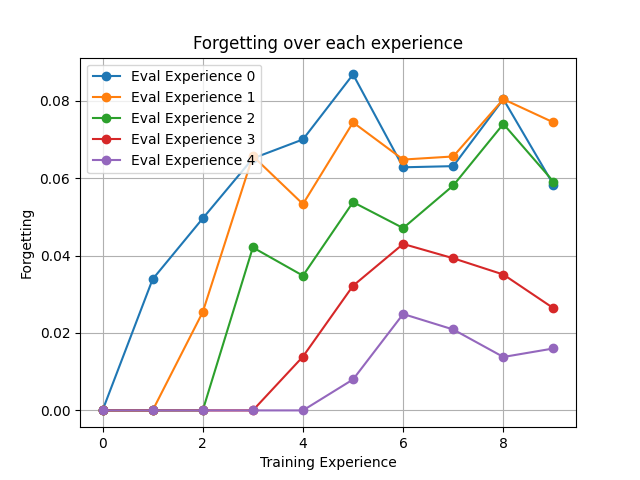 Forgetting over each experience
Eval Experience 0
Eval Experience 1
Eval Experience 2
Eval Experience 3
Eval Experience 4
Forgetting
0.08
0.06
0.04
0.02
0.00
0 2 4 6 8
Training Experience